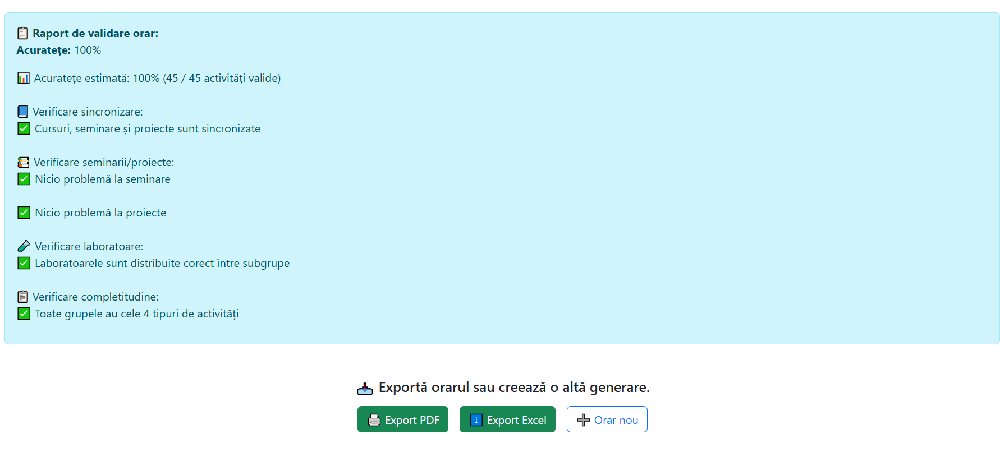 📋 Raport de validare orar:
Acuratețe: 100%
📊 Acuratețe estimată: 100% (45 / 45 activități valide)
📘 Verificare sincronizare:
✅ Cursuri, seminare și proiecte sunt sincronizate
📚 Verificare seminarii/proiecte:
✅ Nicio problemă la seminare
✅ Nicio problemă la proiecte
🧪 Verificare laboratoare:
✅ Laboratoarele sunt distribuite corect între subgrupe
📋 Verificare completitudine:
✅ Toate grupele au cele 4 tipuri de activități
📥 Exportă orarul sau creează o altă generare.
🖨️ Export PDF
⬇️ Export Excel
➕ Orar nou